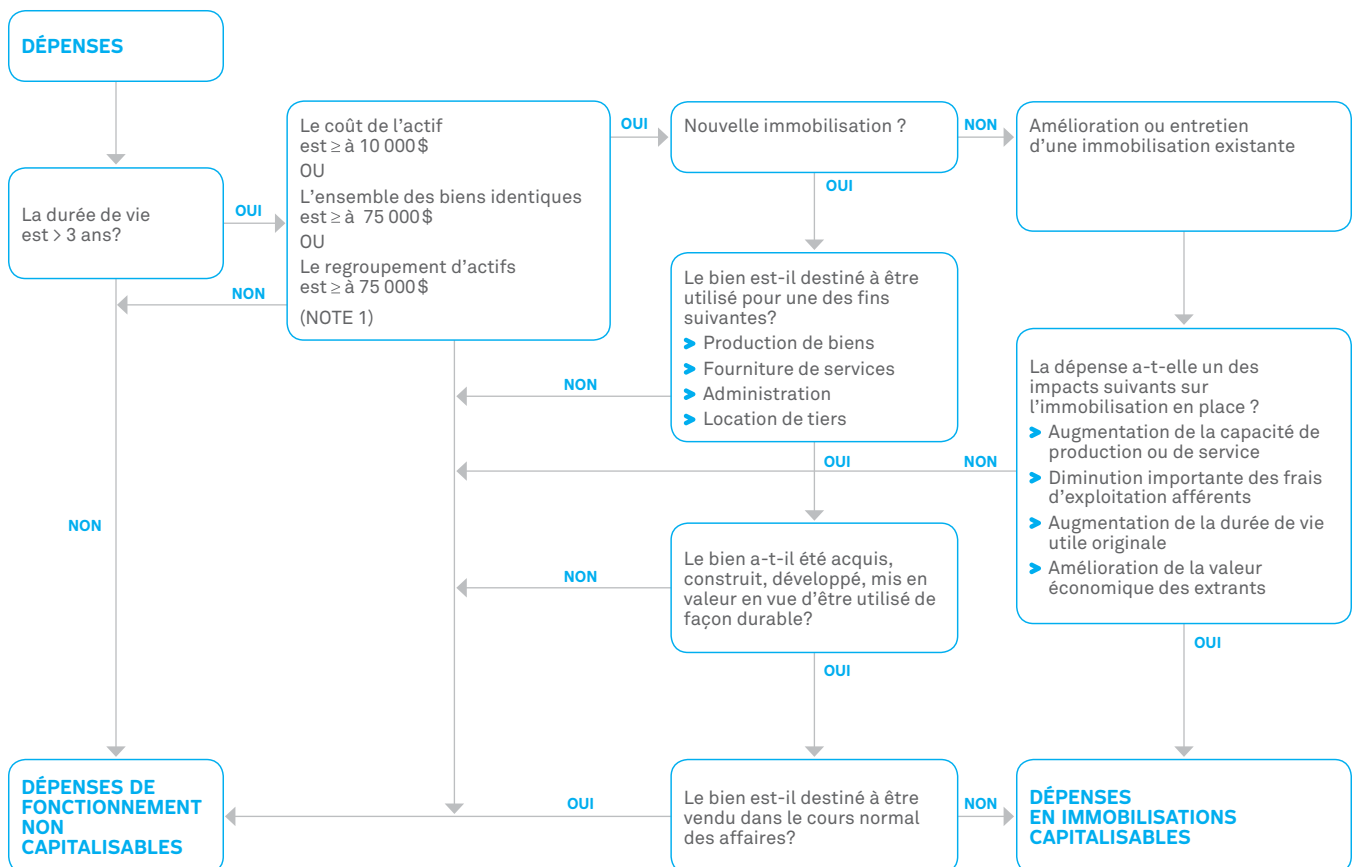 DÉPENSES
La durée de vie
est > 3 ans?
OUI
NON
Le coût de l'actif
est ≥ à 10 000 $
OU
L'ensemble des biens identiques
est ≥ à 75 000 $
OU
Le regroupement d'actifs
est ≥ à 75 000 $
(NOTE 1)
OUI
NON
Nouvelle immobilisation ?
NON
OUI
Amélioration ou entretien
d'une immobilisation existante
Le bien est-il destiné à être
utilisé pour une des fins
suivantes?
> Production de biens
> Fourniture de services
> Administration
> Location de tiers
NON
OUI
La dépense a-t-elle un des
impacts suivants sur
l'immobilisation en place ?
> Augmentation de la capacité de
production ou de service
> Diminution importante des frais
d'exploitation afférents
> Augmentation de la durée de vie
utile originale
> Amélioration de la valeur
économique des extrants
NON
OUI
Le bien a-t-il été acquis,
construit, développé, mis en
valeur en vue d'être utilisé de
façon durable?
NON
OUI
Le bien est-il destiné à être
vendu dans le cours normal
des affaires?
OUI
NON
DÉPENSES DE
FONCTIONNEMENT
NON
CAPITALISABLES
DÉPENSES
EN IMMOBILISATIONS
CAPITALISABLES